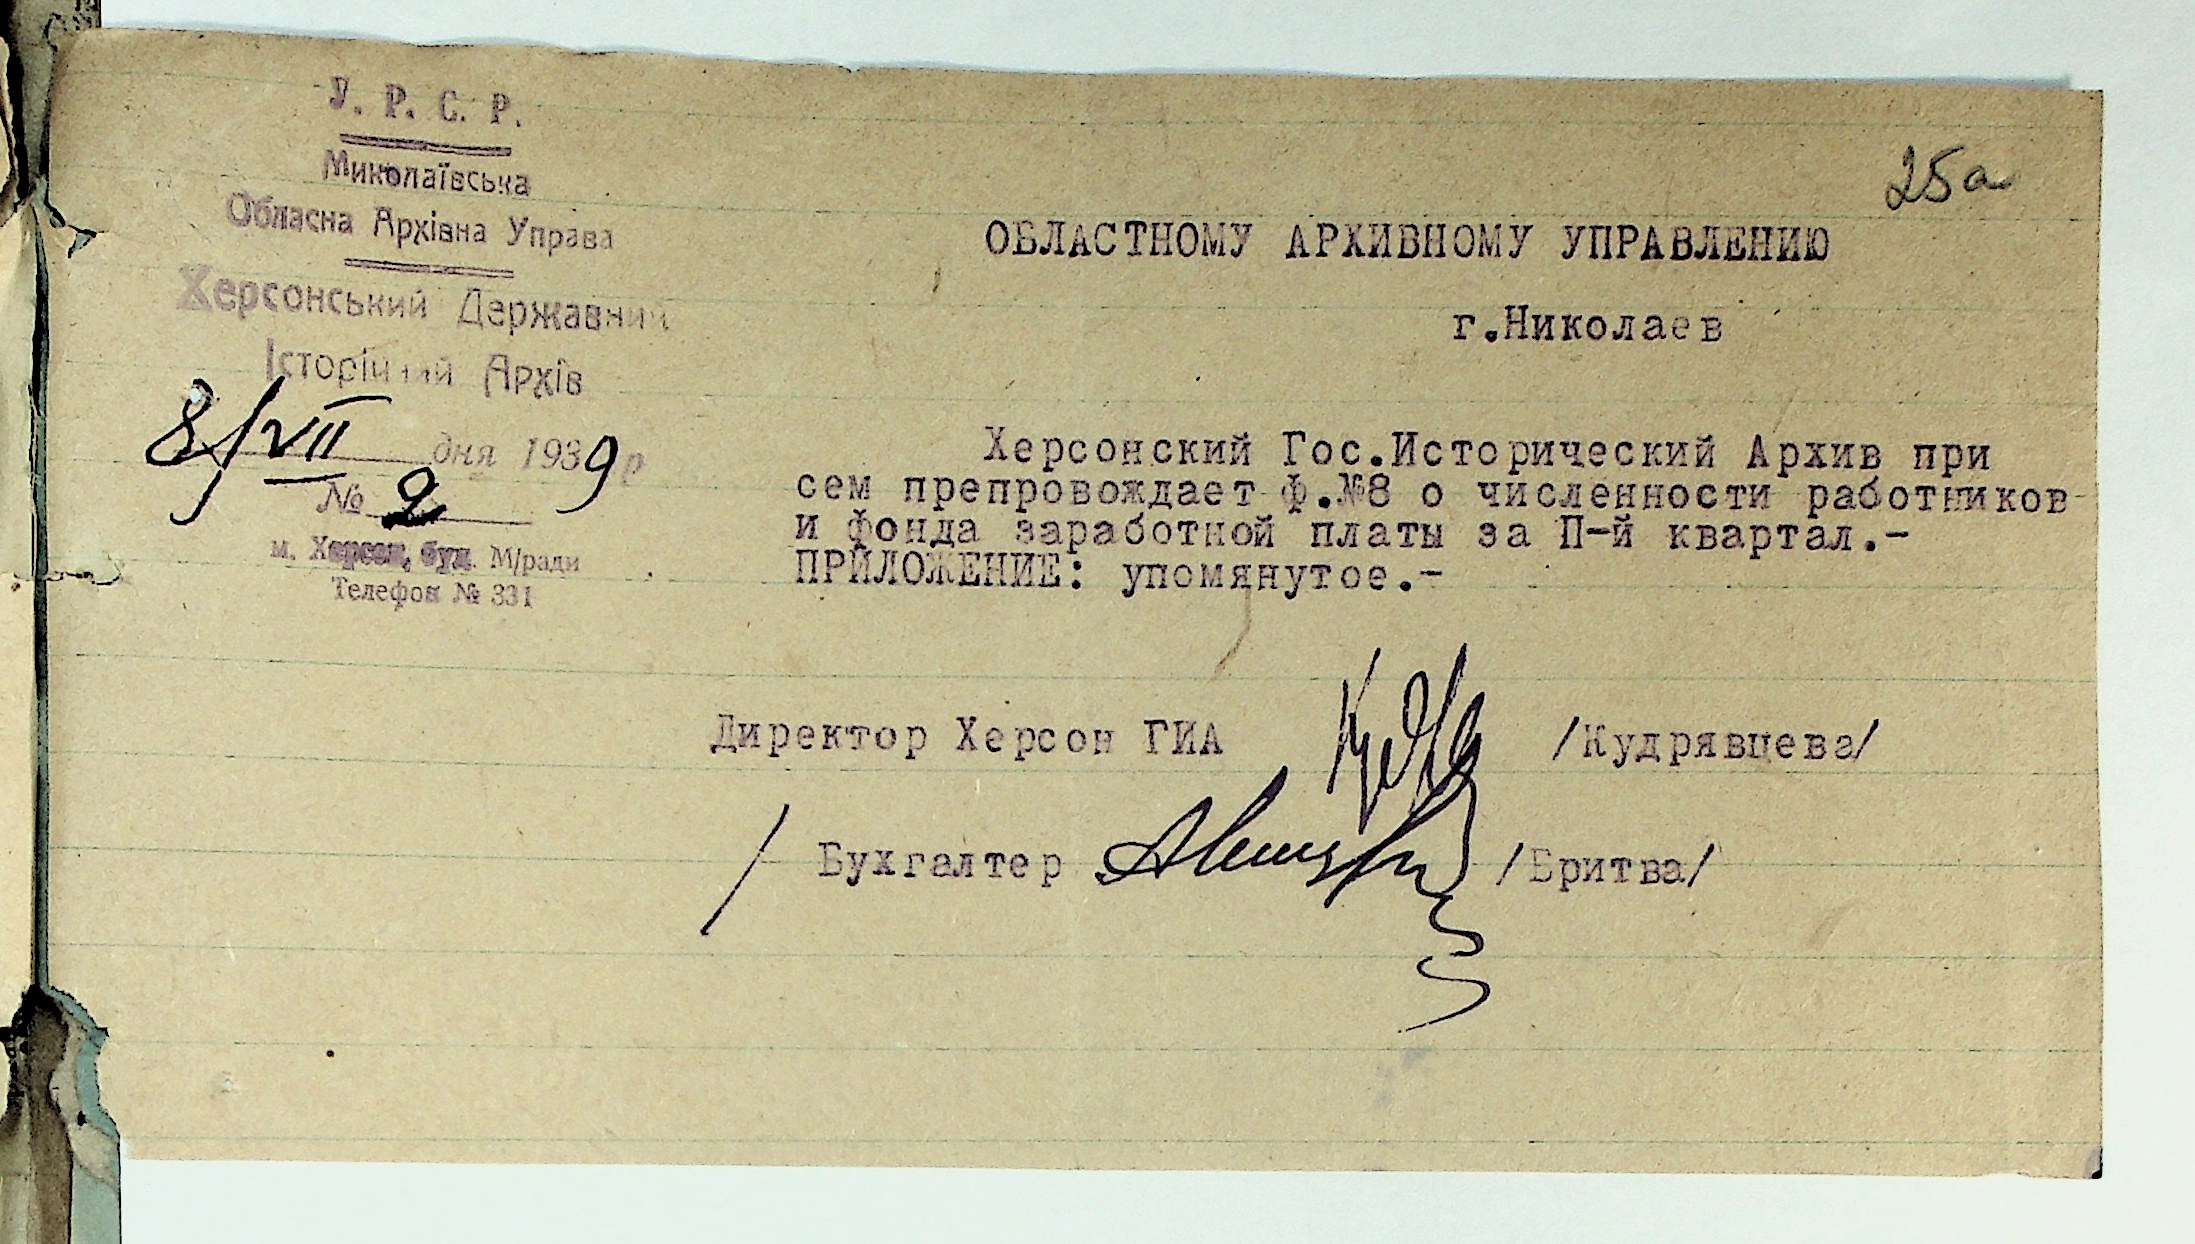 У. Р. С. Р.
Миколаївська
Обласна Архівна Управа
Херсонський Державний
Історічний Архів
8/VII дня 1939 р
№ 2
м. Херсон, буд. М/ради
Телефон № 331
25а
ОБЛАСТНОМУ АРХИВНОМУ УПРАВЛЕНИЮ
г.Николаев
Херсонский Гос.Исторический Архив при
сем препровождает ф.№8 о численности работников
и фонда заработной платы за П-й квартал.-
ПРИЛОЖЕНИЕ: упомянутое.-
Директор Херсон ГИА /Кудрявцева/
/ Бухгалтер /Бритва/